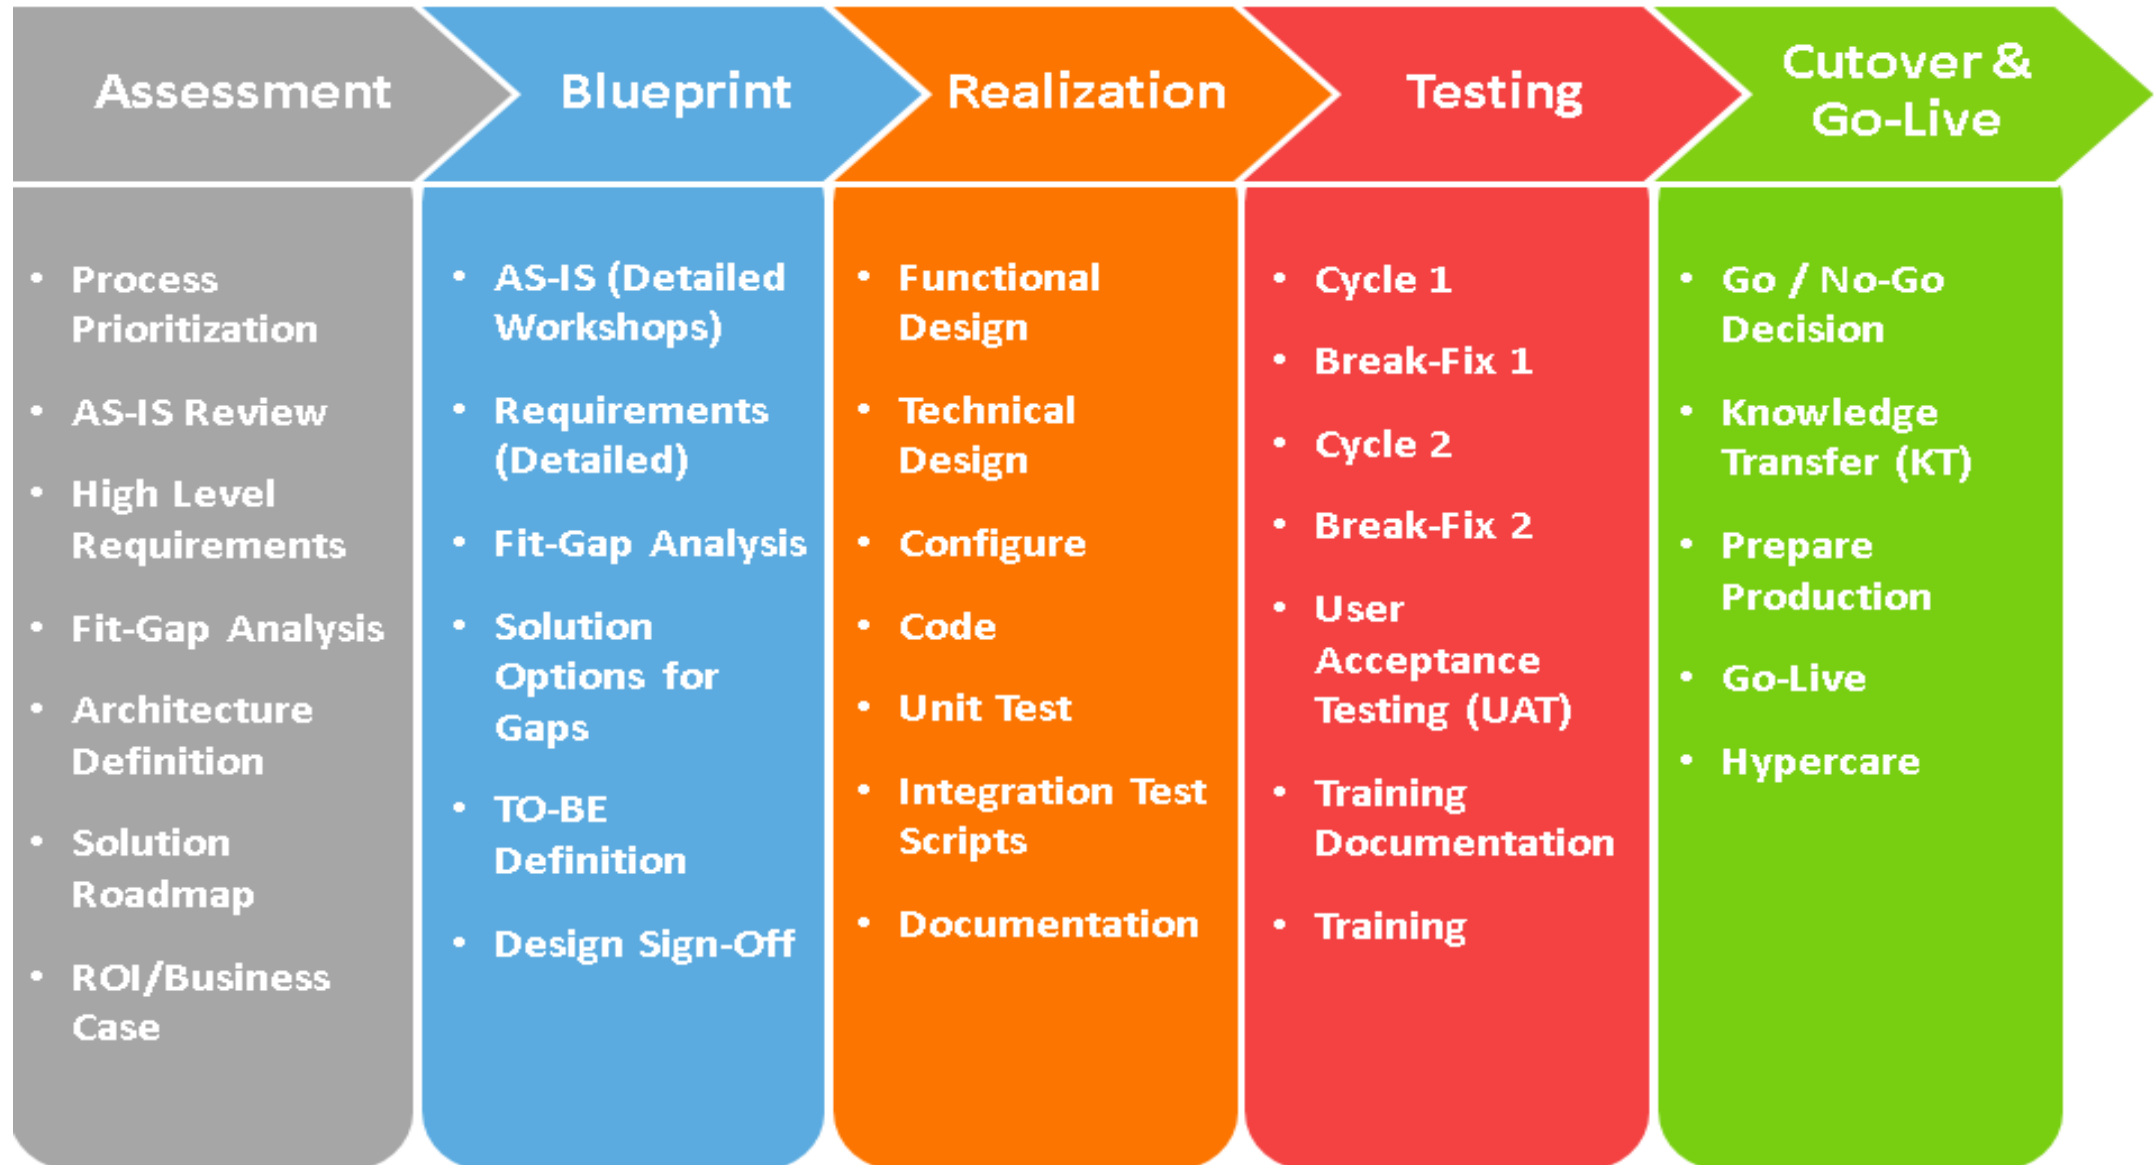 Assessment
Blueprint
Realization
Testing
Cutover &
Go-Live
• Process
Prioritization
• AS-IS Review
• High Level
Requirements
• Fit-Gap Analysis
• Architecture
Definition
• Solution
Roadmap
• ROI/Business
Case
• AS-IS (Detailed
Workshops)
• Requirements
(Detailed)
• Fit-Gap Analysis
• Solution
Options for
Gaps
• TO-BE
Definition
• Design Sign-Off
• Functional
Design
• Technical
Design
• Configure
• Code
• Unit Test
• Integration Test
Scripts
• Documentation
• Cycle 1
• Break-Fix 1
• Cycle 2
• Break-Fix 2
• User
Acceptance
Testing (UAT)
• Training
Documentation
• Training
• Go / No-Go
Decision
• Knowledge
Transfer (KT)
• Prepare
Production
• Go-Live
• Hypercare